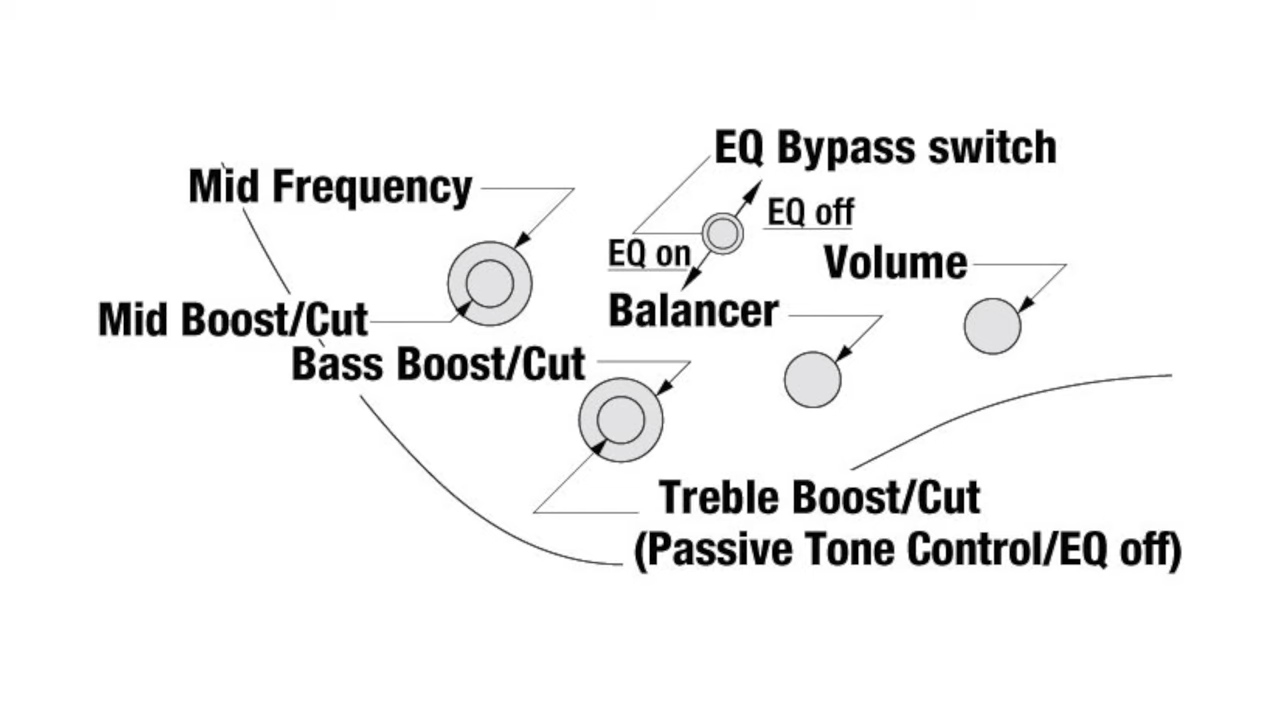 EQ Bypass switch
Mid Frequency
EQ off
EQ on
Volume
Balancer
Mid Boost/Cut
Bass Boost/Cut
Treble Boost/Cut
(Passive Tone Control/EQ off)